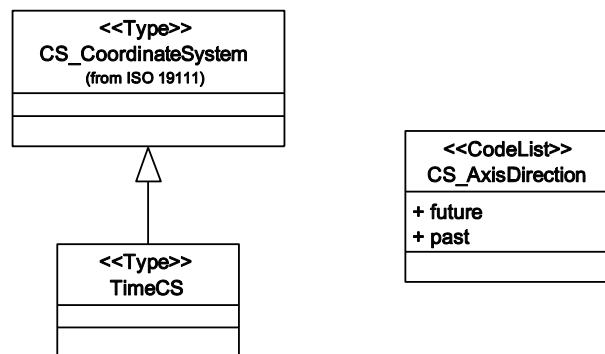 <<Type>>
CS_CoordinateSystem
(from ISO 19111)
<<Type>>
TimeCS
<<CodeList>>
CS_AxisDirection
+ future
+ past